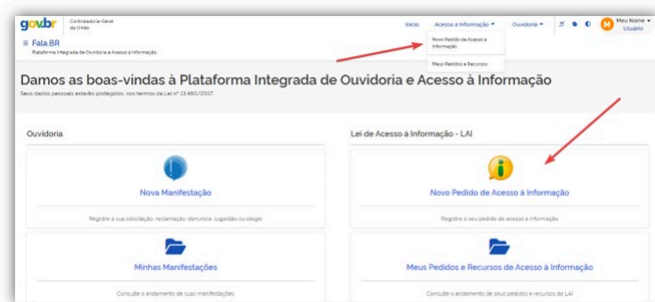 gov.br
Controladoria-Geral
da União
Início
Acesso à Informação
Ouvidoria
M
Meu Nome
Usuário
Fala.BR
Plataforma Integrada de Ouvidoria e Acesso à Informação
Novo Pedido de Acesso a
Informação
Meus Pedidos e Recursos
Damos as boas-vindas à Plataforma Integrada de Ouvidoria e Acesso à Informação
Seus dados pessoais estarão protegidos, nos termos da Lei nº 13.460/2017
Ouvidoria
Lei de Acesso à Informação - LAI
Nova Manifestação
Novo Pedido de Acesso à Informação
Registre a sua solicitação, reclamação, denúncia, sugestão ou elogio
Registre o seu pedido de acesso a informação
Minhas Manifestações
Meus Pedidos e Recursos de Acesso à Informação
Consulte o andamento de suas manifestações
Consulte o andamento de seus pedidos e recursos da LAI